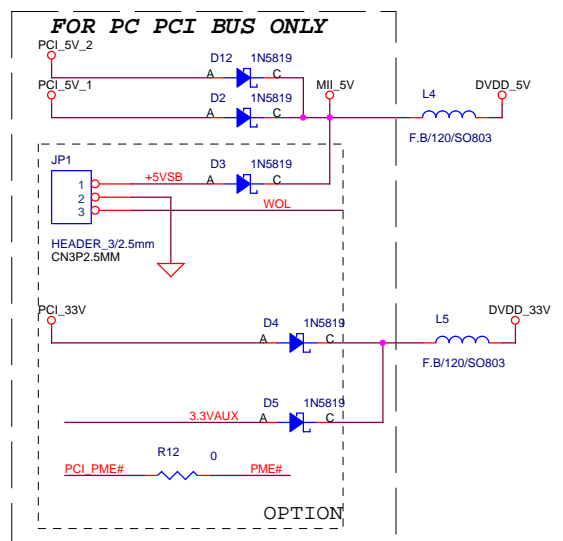 FOR PC PCI BUS ONLY
PCI_5V_2
D12 1N5819
A C
PCI_5V_1
D2 1N5819
A C
MII_5V
L4
DVDD_5V
F.B/120/SO803
JP1
D3 1N5819
1 +5VSB A C
2
3 WOL
HEADER_3/2.5mm
CN3P2.5MM
PCI_33V
D4 1N5819
A C
L5
DVDD_33V
F.B/120/SO803
D5 1N5819
3.3VAUX A C
R12 0
PCI_PME# PME#
OPTION